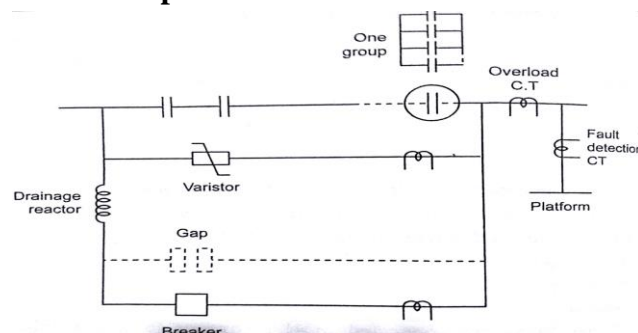 One
group
Overload
C.T
Fault
detection
CT
Varistor
Drainage
reactor
Platform
Gap
Breaker